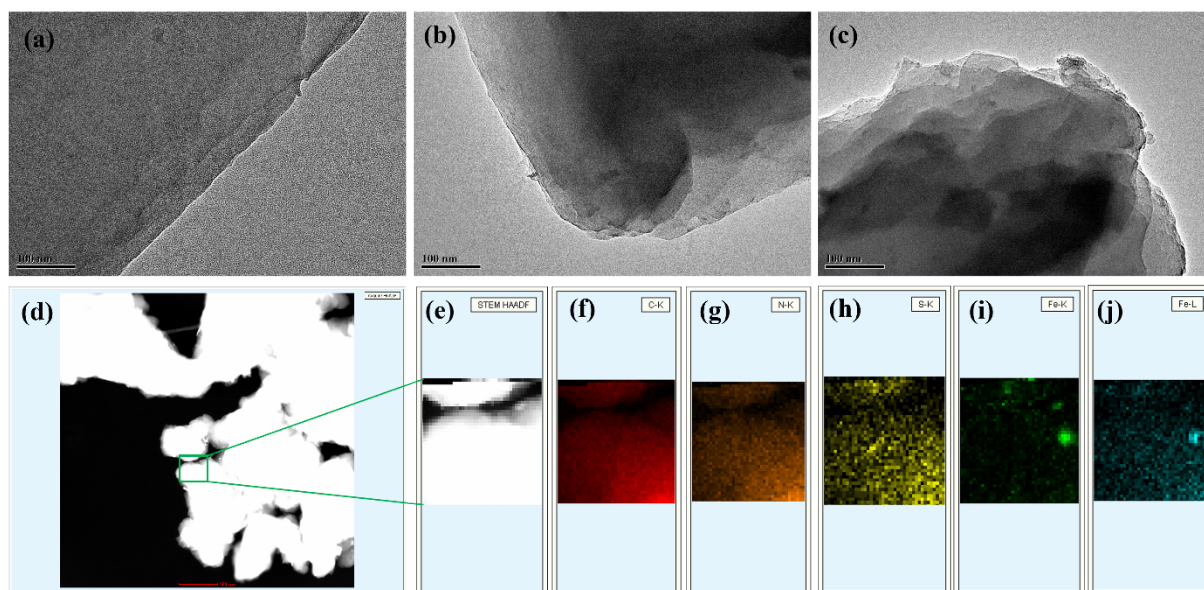 (a)
100 nm
(b)
100 nm
(c)
100 nm
(d)
(e)
STEM HAADF
(f)
C-K
(g)
N-K
(h)
S-K
(i)
Fe-K
(j)
Fe-L